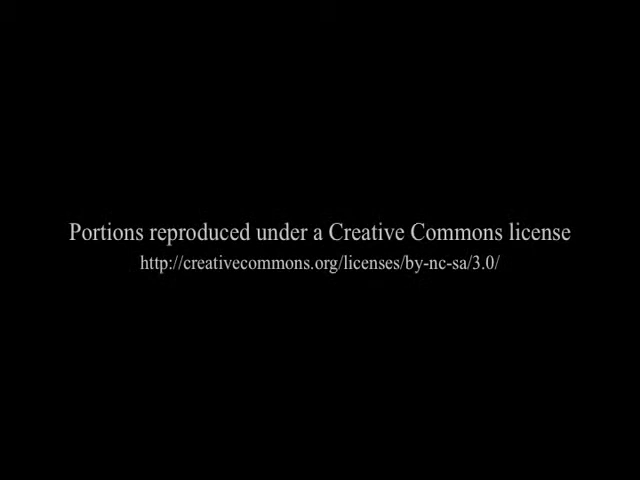 Portions reproduced under a Creative Commons license
http://creativecommons.org/licenses/by-nc-sa/3.0/